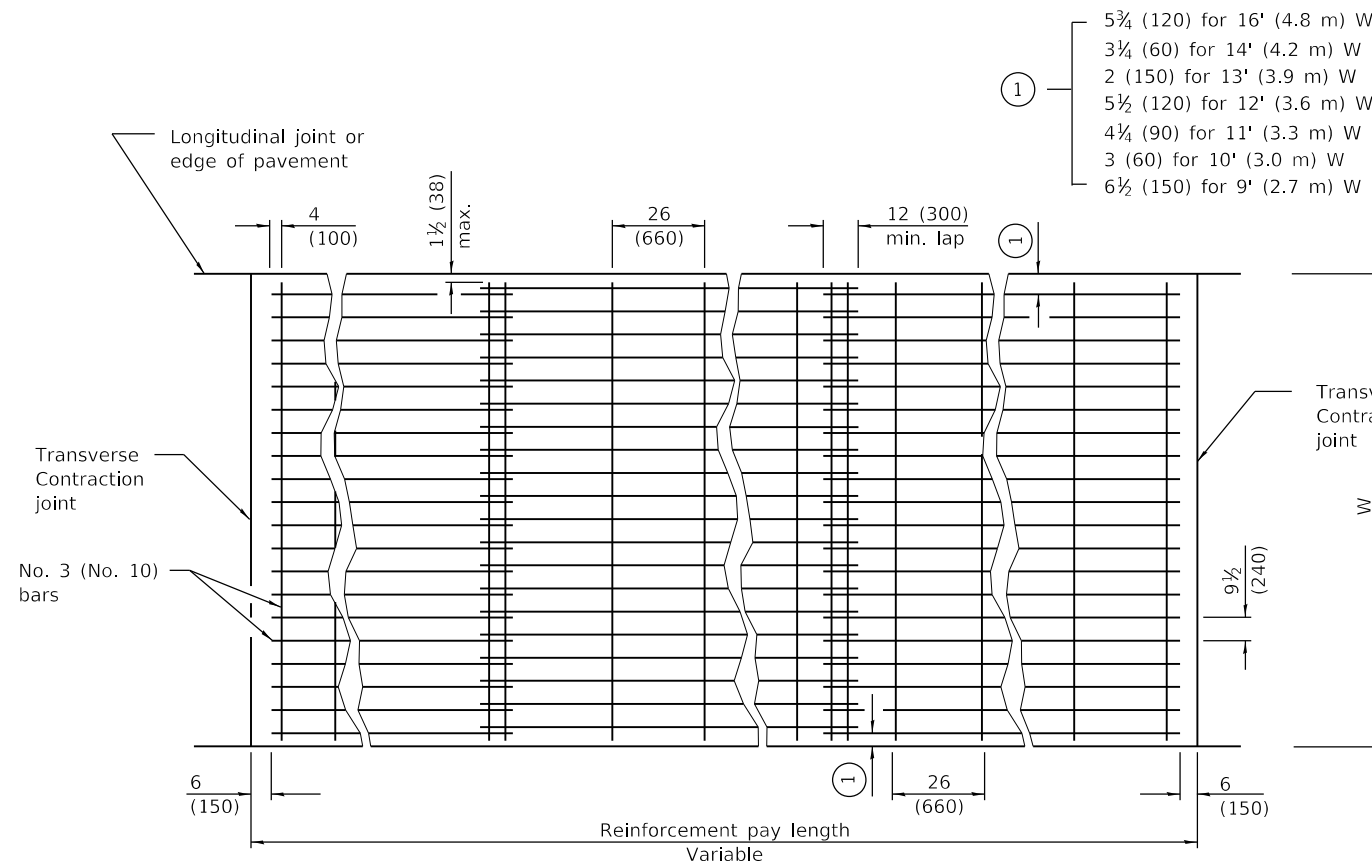 5¾ (120) for 16' (4.8 m) W
3¼ (60) for 14' (4.2 m) W
2 (150) for 13' (3.9 m) W
5½ (120) for 12' (3.6 m) W
4¼ (90) for 11' (3.3 m) W
3 (60) for 10' (3.0 m) W
6½ (150) for 9' (2.7 m) W
1
Longitudinal joint or
edge of pavement
4
(100)
1½ (38)
max.
26
(660)
12 (300)
min. lap
1
Transverse
Contraction
joint
Transv
Contra
joint
W
No. 3 (No. 10)
bars
9½
(240)
6
(150)
1
26
(660)
6
(150)
Reinforcement pay length
Variable